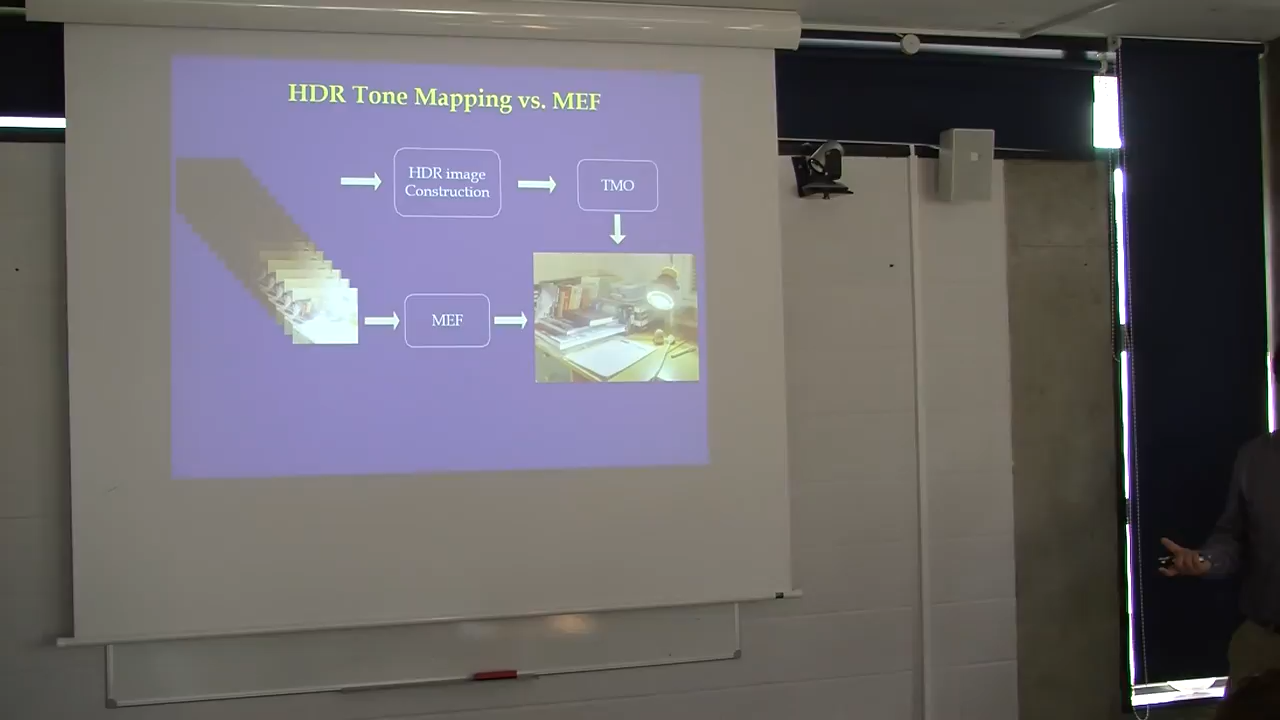 HDR Tone Mapping vs. MEF
HDR image
Construction
TMO
MEF